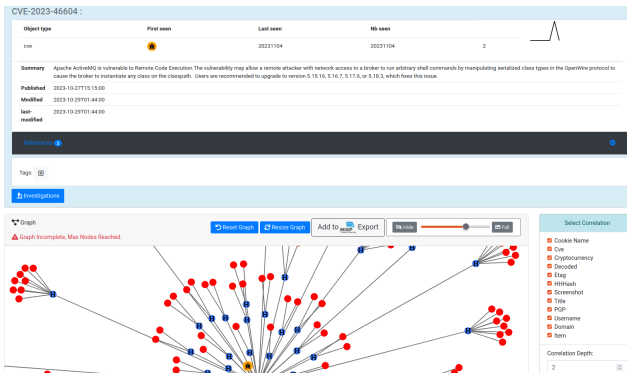 CVE-2023-46604 :
Object type First seen Last seen Nb seen
cve 20231104 20231104 2
Summary Apache ActiveMQ is vulnerable to Remote Code Execution.The vulnerability may allow a remote attacker with network access to a broker to run arbitrary shell commands by manipulating serialized class types in the OpenWire protocol to
cause the broker to instantiate any class on the classpath. Users are recommended to upgrade to version 5.15.16, 5.16.7, 5.17.6, or 5.18.3, which fixes this issue.
Published 2023-10-27T15:15:00
Modified 2023-10-29T01:44:00
last- 2023-10-29T01:44:00
modified
References 2
Tags:
Investigations
Graph Reset Graph Resize Graph Add to MISP Export Hide Full
Graph Incomplete, Max Nodes Reached.
Select Correlation
Cookie Name
Cve
Cryptocurrency
Decoded
Etag
HHHash
Screenshot
Title
PGP
Username
Domain
Item
Correlation Depth:
2